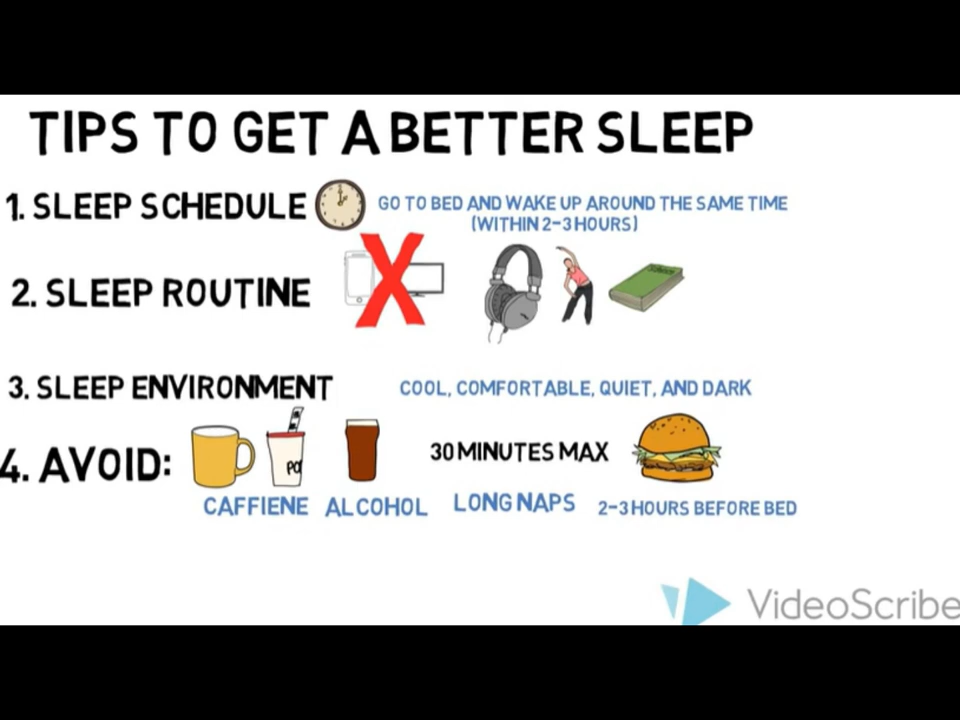 TIPS TO GET A BETTER SLEEP
1. SLEEP SCHEDULE
GO TO BED AND WAKE UP AROUND THE SAME TIME
(WITHIN 2-3 HOURS)
2. SLEEP ROUTINE
3. SLEEP ENVIRONMENT
COOL, COMFORTABLE, QUIET, AND DARK
4. AVOID:
30 MINUTES MAX
CAFFIENE
ALCOHOL
LONG NAPS
2-3 HOURS BEFORE BED
VideoScribe